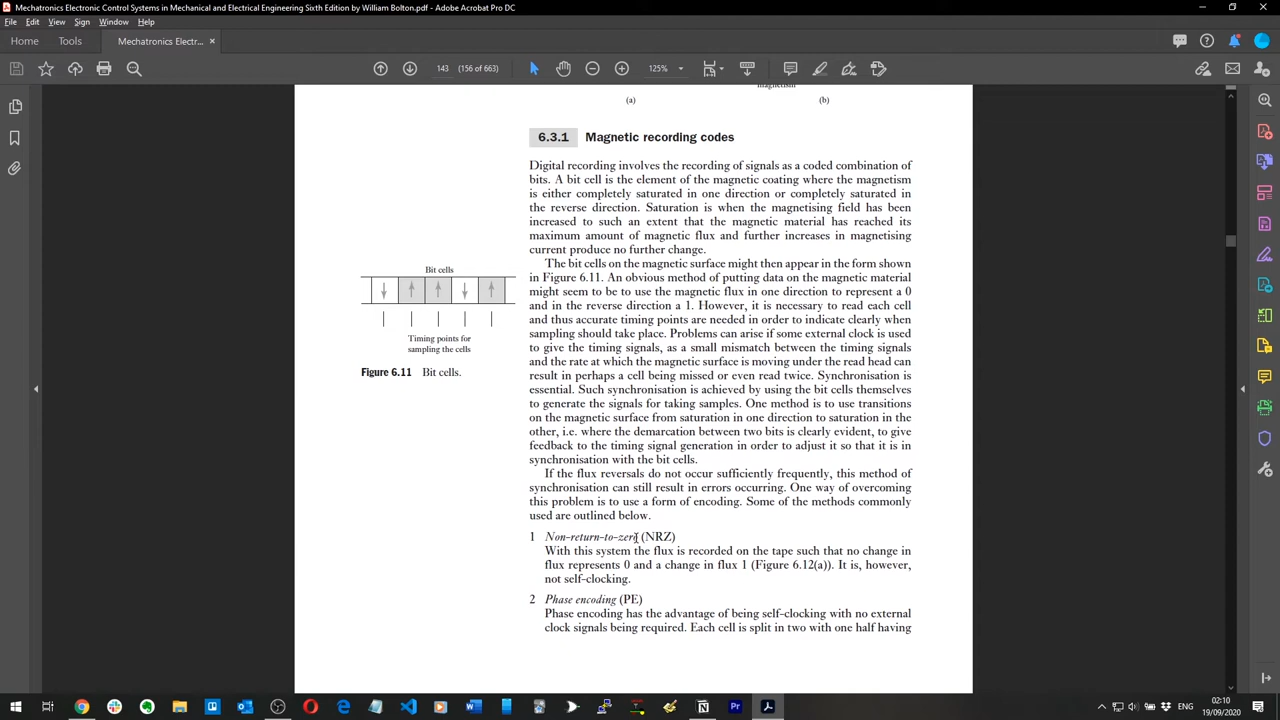 Mechatronics Electronic Control Systems in Mechanical and Electrical Engineering Sixth Edition by William Bolton.pdf - Adobe Acrobat Pro DC
File Edit View Sign Window Help
Home Tools Mechatronics Electr... ×
143 (156 of 663) 125%
magnetism
(a) (b)
6.3.1 Magnetic recording codes
Digital recording involves the recording of signals as a coded combination of
bits. A bit cell is the element of the magnetic coating where the magnetism
is either completely saturated in one direction or completely saturated in
the reverse direction. Saturation is when the magnetising field has been
increased to such an extent that the magnetic material has reached its
maximum amount of magnetic flux and further increases in magnetising
current produce no further change.
The bit cells on the magnetic surface might then appear in the form shown
in Figure 6.11. An obvious method of putting data on the magnetic material
might seem to be to use the magnetic flux in one direction to represent a 0
and in the reverse direction a 1. However, it is necessary to read each cell
and thus accurate timing points are needed in order to indicate clearly when
sampling should take place. Problems can arise if some external clock is used
to give the timing signals, as a small mismatch between the timing signals
and the rate at which the magnetic surface is moving under the read head can
result in perhaps a cell being missed or even read twice. Synchronisation is
essential. Such synchronisation is achieved by using the bit cells themselves
to generate the signals for taking samples. One method is to use transitions
on the magnetic surface from saturation in one direction to saturation in the
other, i.e. where the demarcation between two bits is clearly evident, to give
feedback to the timing signal generation in order to adjust it so that it is in
synchronisation with the bit cells.
If the flux reversals do not occur sufficiently frequently, this method of
synchronisation can still result in errors occurring. One way of overcoming
this problem is to use a form of encoding. Some of the methods commonly
used are outlined below.
1 Non-return-to-zero (NRZ)
With this system the flux is recorded on the tape such that no change in
flux represents 0 and a change in flux 1 (Figure 6.12(a)). It is, however,
not self-clocking.
2 Phase encoding (PE)
Phase encoding has the advantage of being self-clocking with no external
clock signals being required. Each cell is split in two with one half having
Bit cells
Timing points for
sampling the cells
Figure 6.11 Bit cells.
02:10
19/09/2020